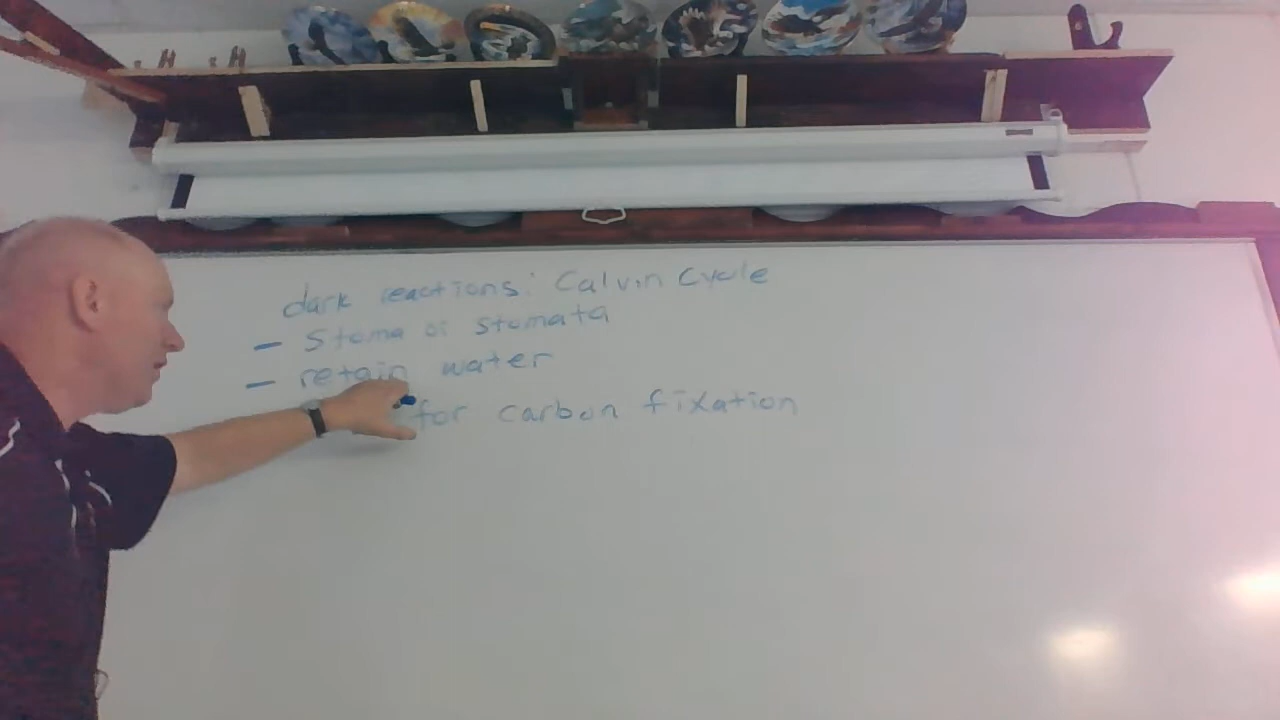 dark reactions: Calvin Cycle
- Stoma or stomata
- retain water
for carbon fixation